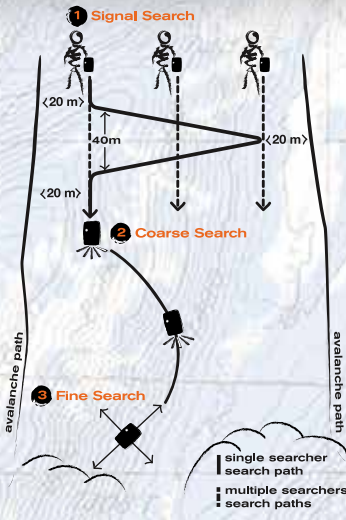 1 Signal Search
<20 m>
40m
<20 m>
<20 m>
2 Coarse Search
avalanche path
avalanche path
3 Fine Search
single searcher
search path
multiple searchers
search paths